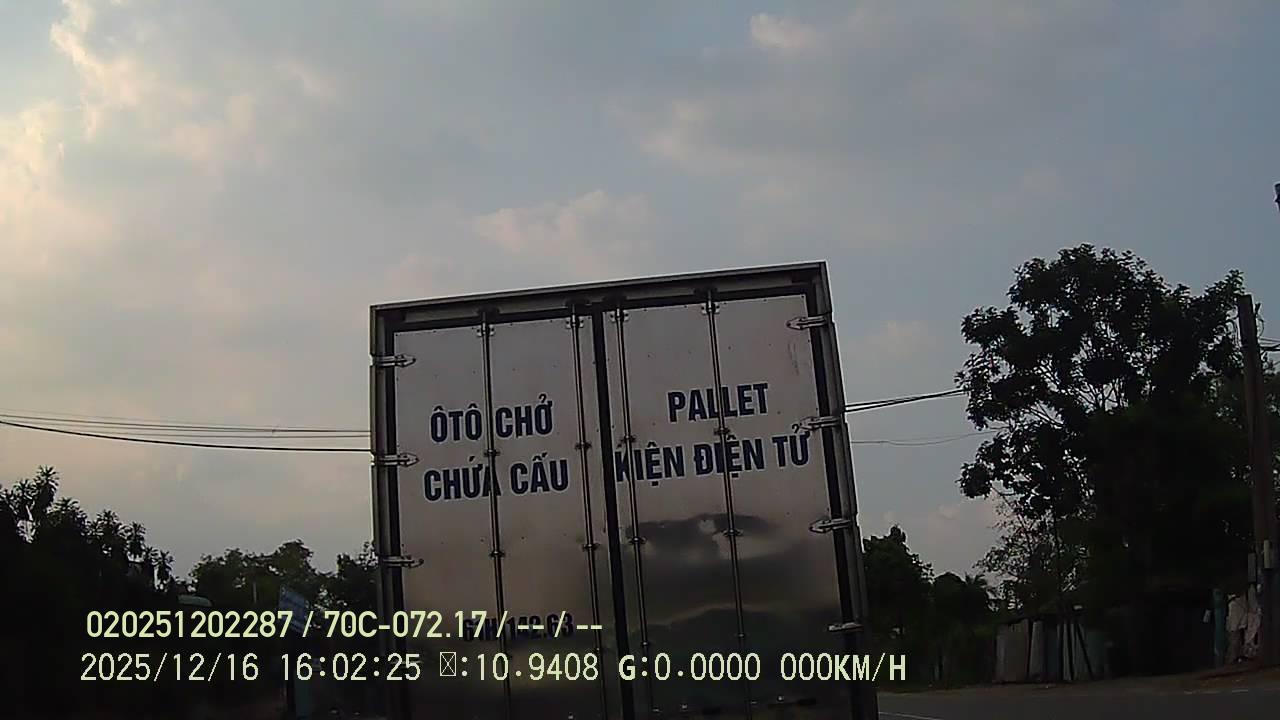 ÔTÔ CHỞ PALLET
CHỨA CẤU KIỆN ĐIỆN TỬ
020251202287 / 70C-072.17 / -- / --
2025/12/16 16:02:25 :10.9408 G:0.0000 000KM/H